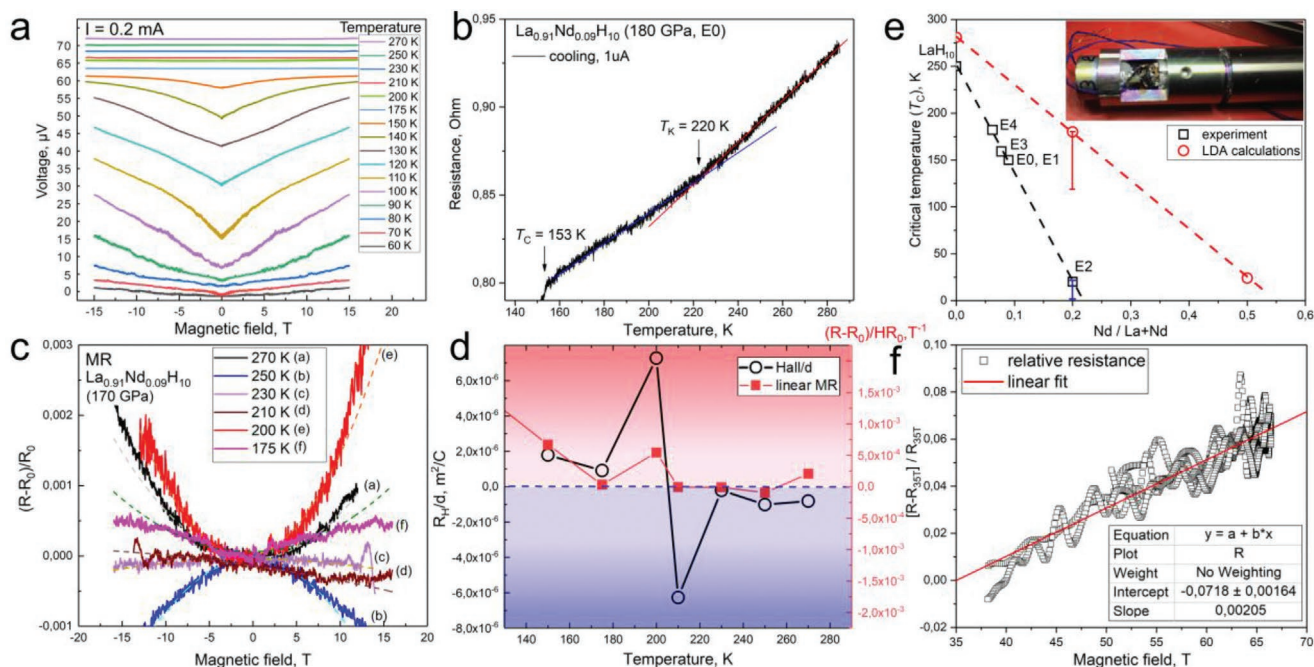 a
I = 0.2 mA
Temperature
270 K
250 K
230 K
210 K
200 K
175 K
150 K
140 K
130 K
120 K
110 K
100 K
90 K
80 K
70 K
60 K
Voltage, µV
70
65
60
55
50
45
40
35
30
25
20
15
10
5
0
-15 -10 -5 0 5 10 15 20
Magnetic field, T
b
La0.91Nd0.09H10 (180 GPa, E0)
cooling, 1uA
TK = 220 K
TC = 153 K
Resistance, Ohm
0,95
0,90
0,85
0,80
140 160 180 200 220 240 260 280
Temperature, K
e
Critical temperature (TC), K
300
250
200
150
100
50
0
LaH10
E4
E3
E0, E1
E2
experiment
LDA calculations
0,0 0,1 0,2 0,3 0,4 0,5 0,6
Nd / La+Nd
c
MR
La0.91Nd0.09H10
(170 GPa)
270 K (a)
250 K (b)
230 K (c)
210 K (d)
200 K (e)
175 K (f)
(e)
(a)
(f)
(c)
(d)
(b)
(R-R0)/R0
0,003
0,002
0,001
0,000
-0,001
-20 -15 -10 -5 0 5 10 15 20
Magnetic field, T
d
(R-R0)/HR0,T-1
Hall/d
linear MR
RH/d, m2/C
6,0x10-6
4,0x10-6
2,0x10-6
0,0
-2,0x10-6
-4,0x10-6
-6,0x10-6
-8,0x10-6
1,5x10-3
1,0x10-3
5,0x10-4
0,0
-5,0x10-4
-1,0x10-3
-1,5x10-3
-2,0x10-3
140 160 180 200 220 240 260 280
Temperature, K
f
relative resistance
linear fit
[R-R35T] / R35T
0,10
0,08
0,06
0,04
0,02
0,00
-0,02
Equation y = a + b*x
Plot R
Weight No Weighting
Intercept -0,0718 ± 0,00164
Slope 0,00205
35 40 45 50 55 60 65 70
Magnetic field, T